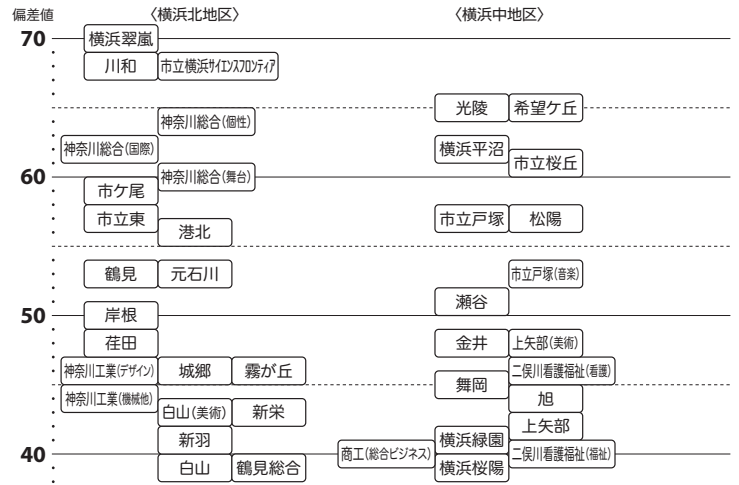 偏差値 〈横浜北地区〉 〈横浜中地区〉
70 横浜翠嵐
川和 市立横浜サイエンスフロンティア
光陵 希望ケ丘
神奈川総合(個性)
神奈川総合(国際) 横浜平沼
市立桜丘
60 神奈川総合(舞台)
市ケ尾
市立東 市立戸塚 松陽
港北
鶴見 元石川 市立戸塚(音楽)
瀬谷
50 岸根
荏田 金井 上矢部(美術)
神奈川工業(デザイン) 城郷 霧が丘 二俣川看護福祉(看護)
舞岡
神奈川工業(機械他) 旭
白山(美術) 新栄
上矢部
新羽 横浜緑園
40 商工(総合ビジネス) 二俣川看護福祉(福祉)
白山 鶴見総合 横浜桜陽